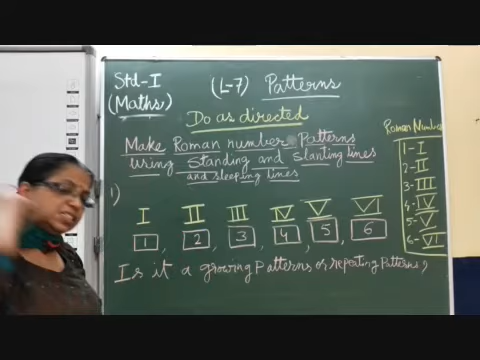 Std-I
(Maths)
(L-7) Patterns
Do as directed
Make Roman number Patterns
Using Standing and Slanting lines
and sleeping lines
1)
I II III IV V VI
1, 2, 3, 4, 5, 6
Is it a growing Patterns or repeating Patterns?
Roman Number
1-I
2-II
3-III
4-IV
5-V
6-VI